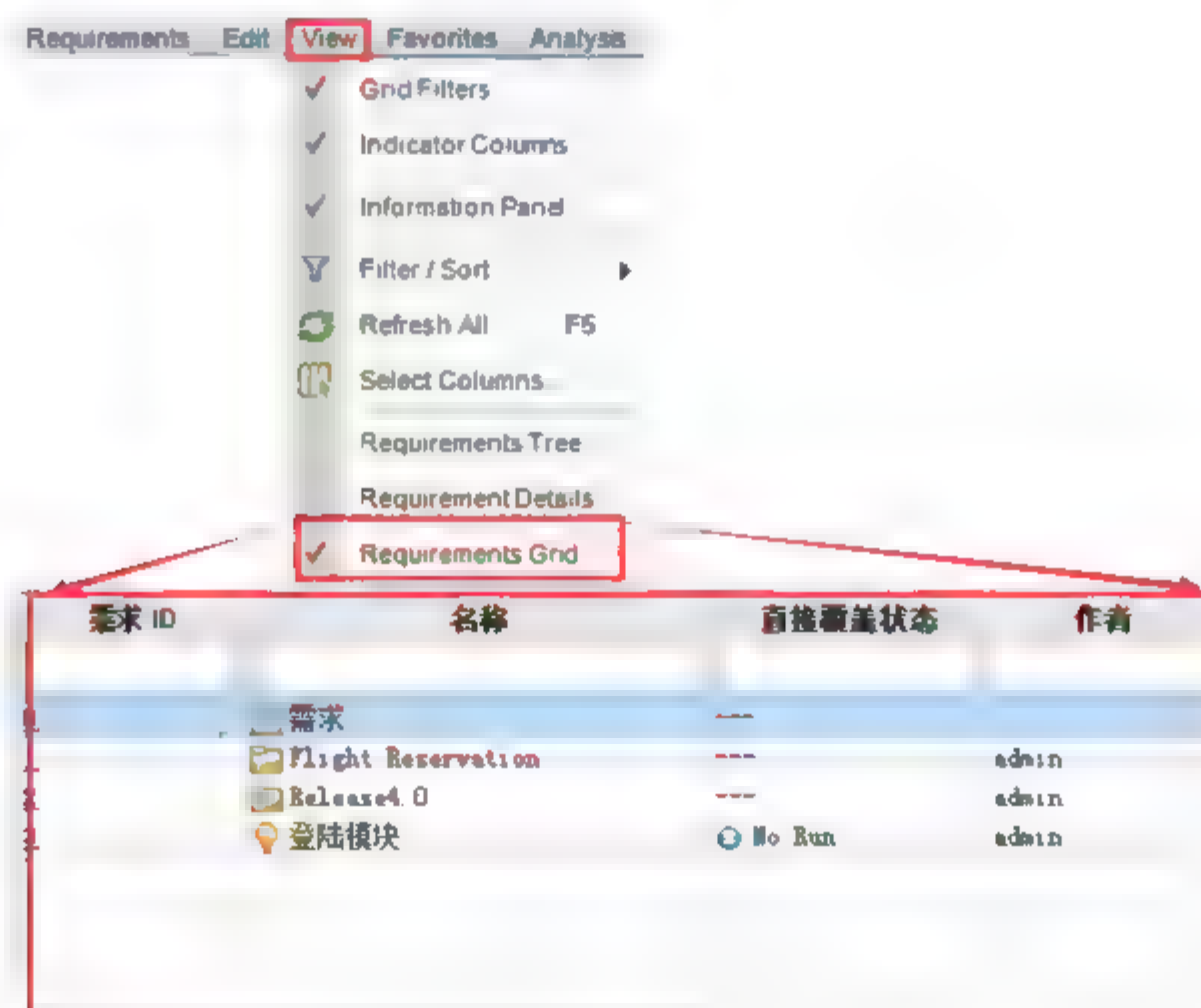 Requirements Edit View Favorites Analysis
Grid Filters
Indicator Columns
Information Panel
Filter / Sort
Refresh All F5
Select Columns
Requirements Tree
Requirement Details
Requirements Grid
需求 ID 名称 直接覆盖状态 作者
需求 ---
Flight Reservation --- admin
Release4.0 --- admin
登陆模块 No Run admin